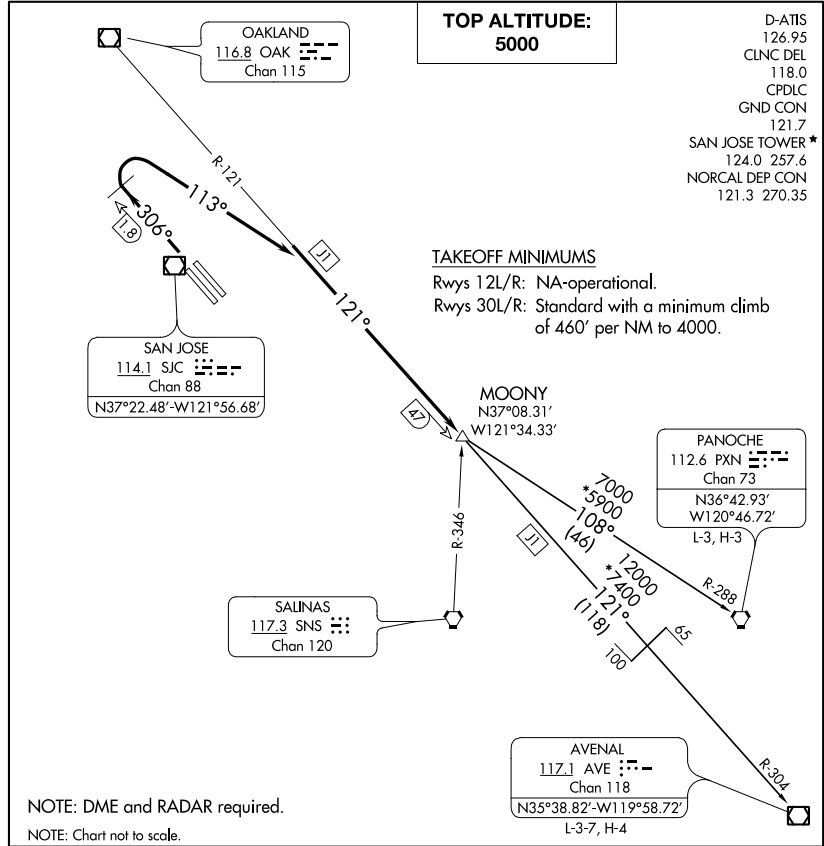 TOP ALTITUDE:
5000
D-ATIS
126.95
CLNC DEL
118.0
CPDLC
GND CON
121.7
SAN JOSE TOWER★
124.0 257.6
NORCAL DEP CON
121.3 270.35
OAKLAND
116.8 OAK
Chan 115
R-121
113°
306°
1.8
J1
121°
TAKEOFF MINIMUMS
Rwys 12L/R: NA-operational.
Rwys 30L/R: Standard with a minimum climb
of 460' per NM to 4000.
SAN JOSE
114.1 SJC
Chan 88
N37°22.48'-W121°56.68'
MOONY
N37°08.31'
W121°34.33'
47
PANOCHE
112.6 PXN
Chan 73
N36°42.93'
W120°46.72'
L-3, H-3
7000
*5900
108°
(46)
R-288
R-346
J1
12000
*7400
121°
(118)
65
100
SALINAS
117.3 SNS
Chan 120
AVENAL
117.1 AVE
Chan 118
N35°38.82'-W119°58.72'
L-3-7, H-4
R-304
NOTE: DME and RADAR required.
NOTE: Chart not to scale.